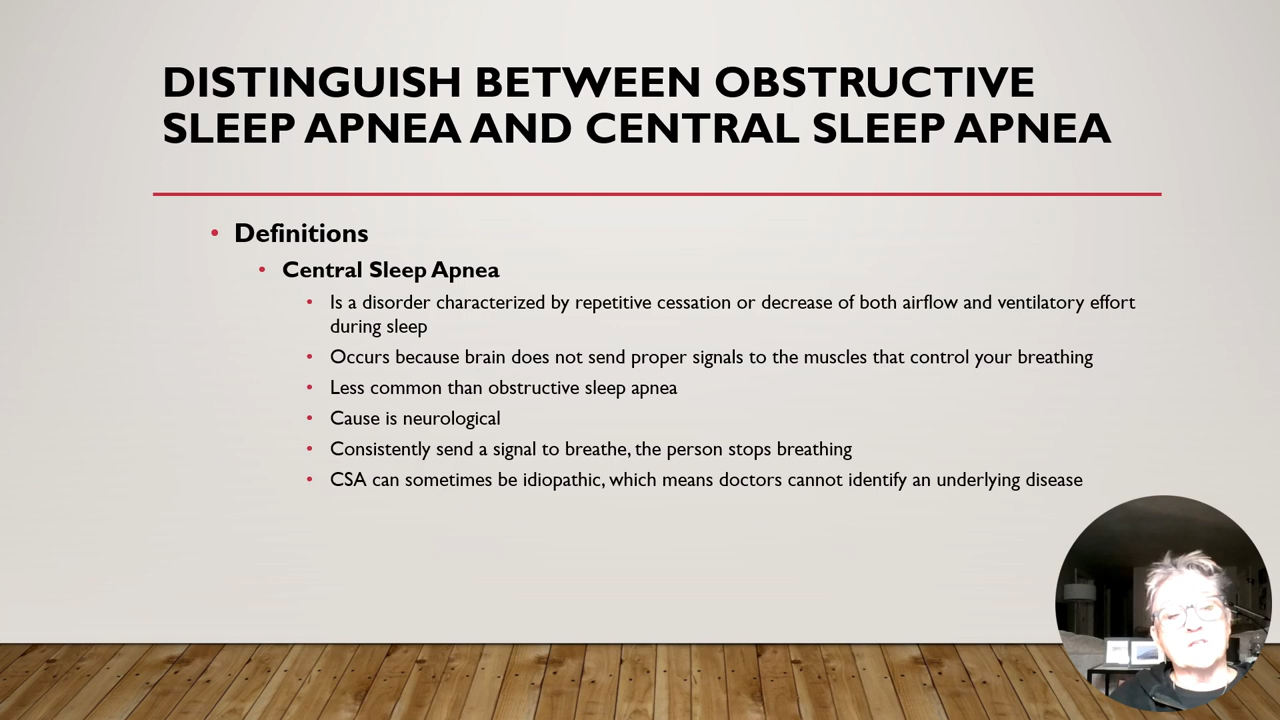 DISTINGUISH BETWEEN OBSTRUCTIVE
SLEEP APNEA AND CENTRAL SLEEP APNEA
• Definitions
• Central Sleep Apnea
• Is a disorder characterized by repetitive cessation or decrease of both airflow and ventilatory effort
during sleep
• Occurs because brain does not send proper signals to the muscles that control your breathing
• Less common than obstructive sleep apnea
• Cause is neurological
• Consistently send a signal to breathe, the person stops breathing
• CSA can sometimes be idiopathic, which means doctors cannot identify an underlying disease